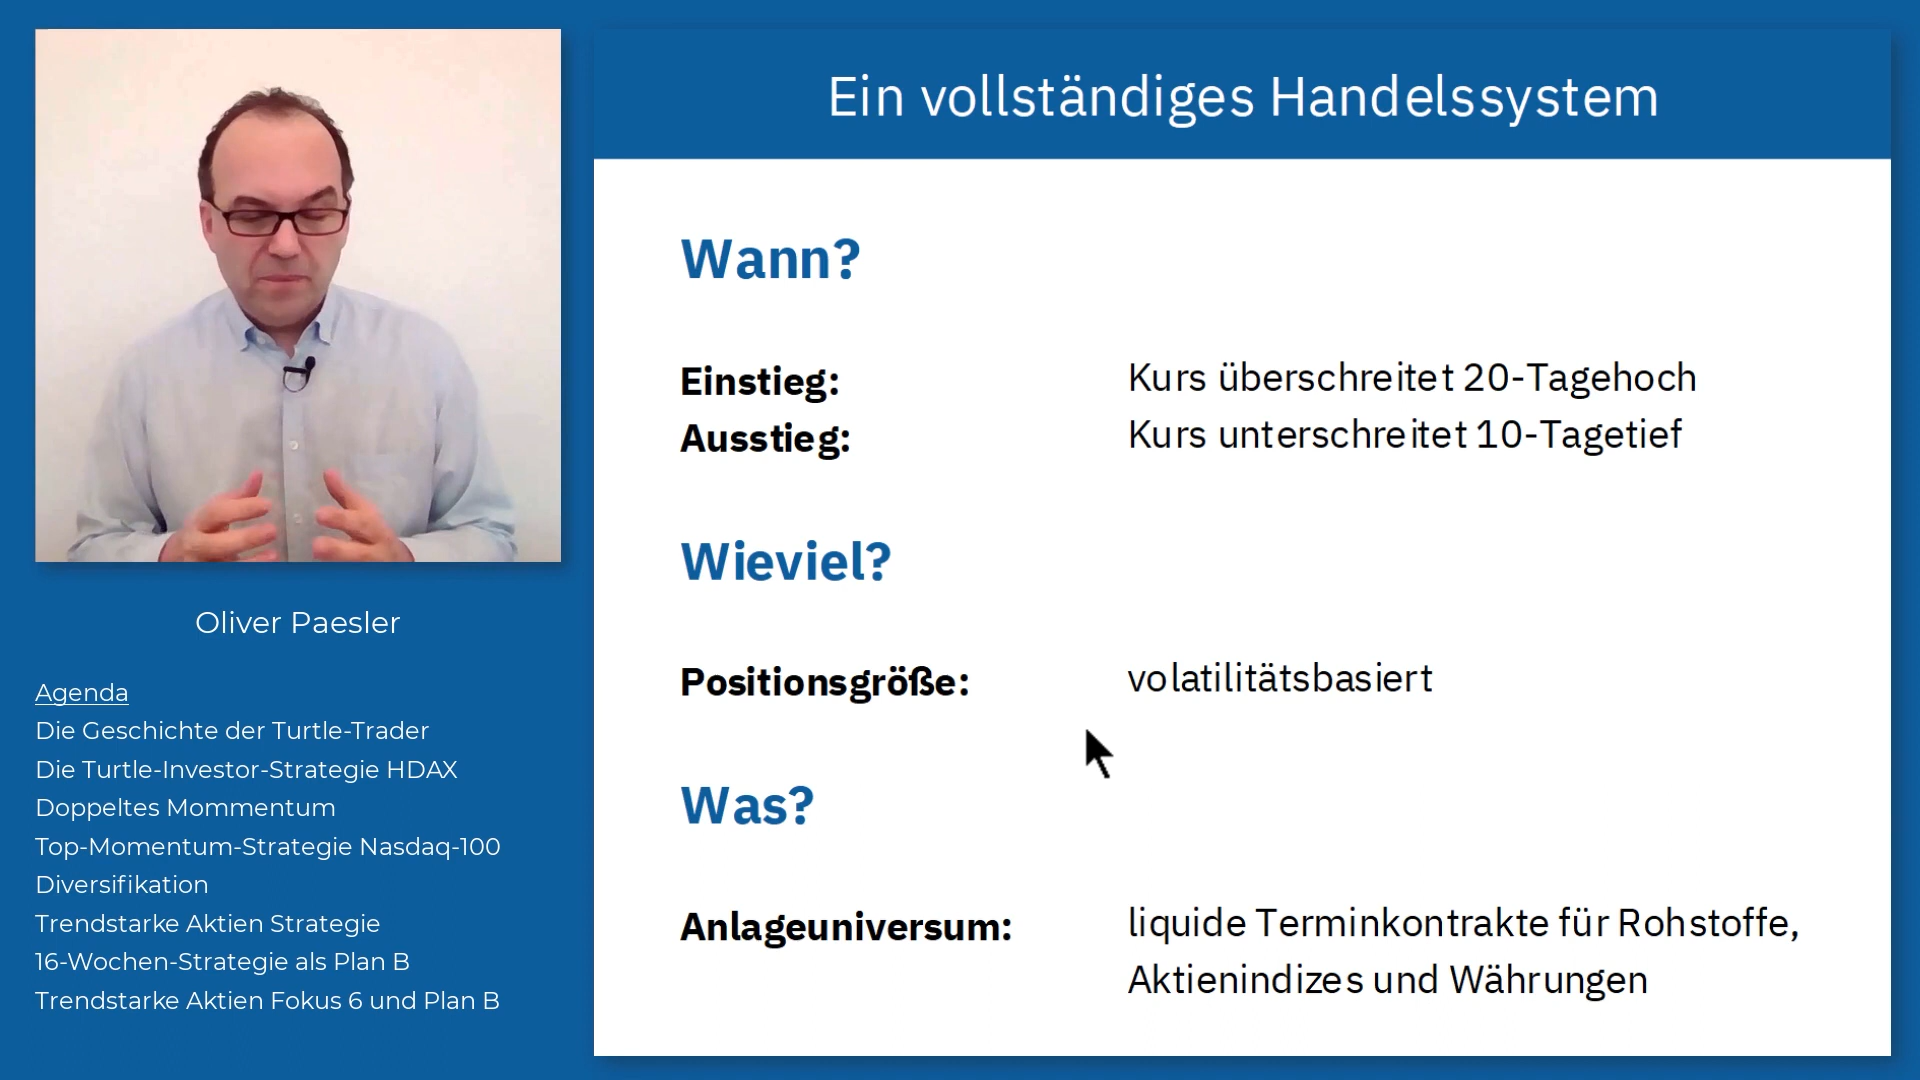 Ein vollständiges Handelssystem
Wann?
Einstieg: Kurs überschreitet 20-Tagehoch
Ausstieg: Kurs unterschreitet 10-Tagetief
Wieviel?
Positionsgröße: volatilitätsbasiert
Was?
Anlageuniversum: liquide Terminkontrakte für Rohstoffe,
Aktienindizes und Währungen
Oliver Paesler
Agenda
Die Geschichte der Turtle-Trader
Die Turtle-Investor-Strategie HDAX
Doppeltes Mommentum
Top-Momentum-Strategie Nasdaq-100
Diversifikation
Trendstarke Aktien Strategie
16-Wochen-Strategie als Plan B
Trendstarke Aktien Fokus 6 und Plan B